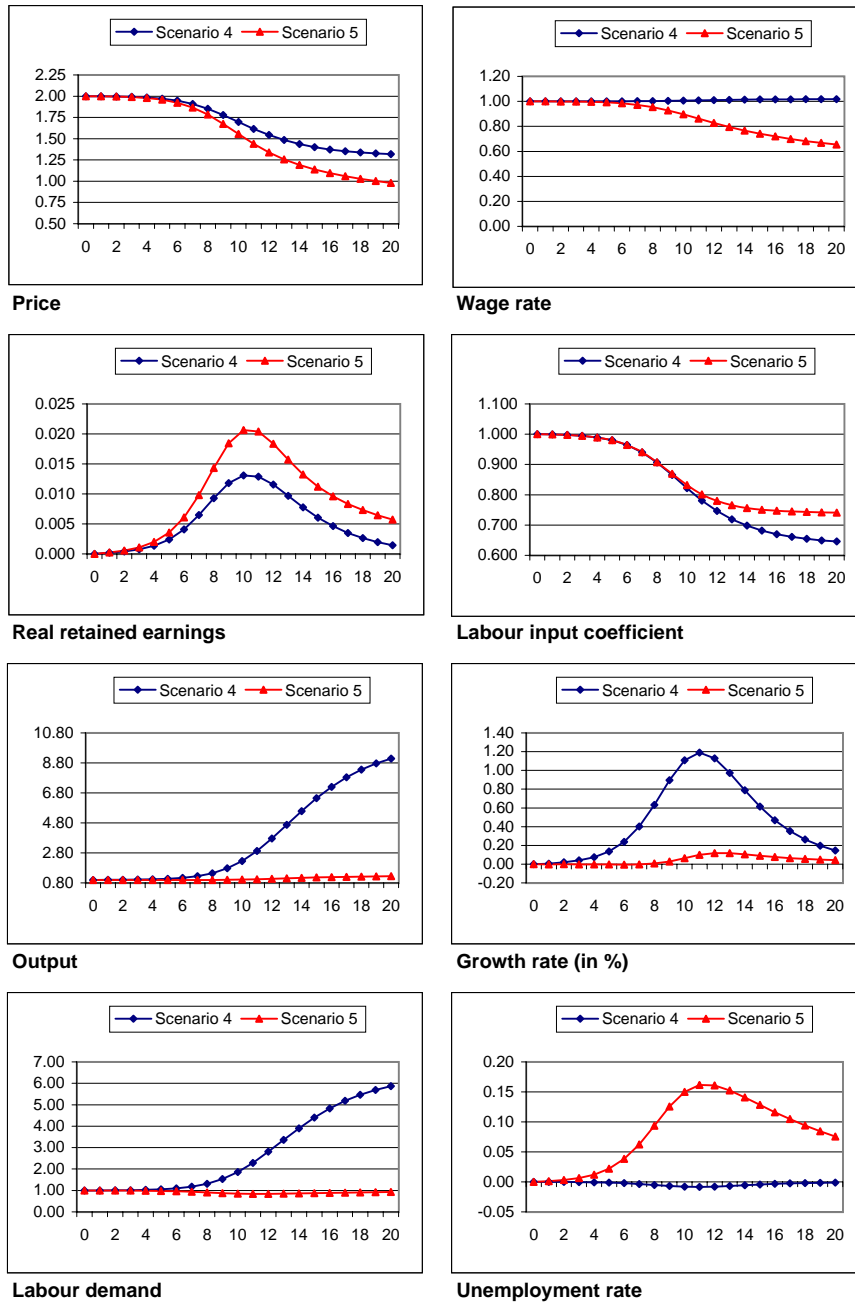 Scenario 4 Scenario 5
2.25
2.00
1.75
1.50
1.25
1.00
0.75
0.50
0 2 4 6 8 10 12 14 16 18 20
Price
Scenario 4 Scenario 5
1.20
1.00
0.80
0.60
0.40
0.20
0.00
0 2 4 6 8 10 12 14 16 18 20
Wage rate
Scenario 4 Scenario 5
0.025
0.020
0.015
0.010
0.005
0.000
0 2 4 6 8 10 12 14 16 18 20
Real retained earnings
Scenario 4 Scenario 5
1.100
1.000
0.900
0.800
0.700
0.600
0 2 4 6 8 10 12 14 16 18 20
Labour input coefficient
Scenario 4 Scenario 5
10.80
8.80
6.80
4.80
2.80
0.80
0 2 4 6 8 10 12 14 16 18 20
Output
Scenario 4 Scenario 5
1.40
1.20
1.00
0.80
0.60
0.40
0.20
0.00
-0.20
0 2 4 6 8 10 12 14 16 18 20
Growth rate (in %)
Scenario 4 Scenario 5
7.00
6.00
5.00
4.00
3.00
2.00
1.00
0.00
0 2 4 6 8 10 12 14 16 18 20
Labour demand
Scenario 4 Scenario 5
0.20
0.15
0.10
0.05
0.00
-0.05
0 2 4 6 8 10 12 14 16 18 20
Unemployment rate